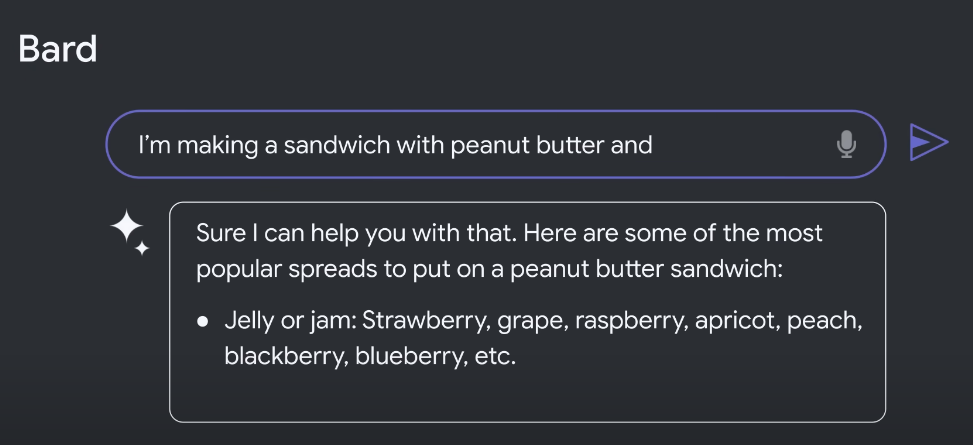 Bard
I'm making a sandwich with peanut butter and
Sure I can help you with that. Here are some of the most
popular spreads to put on a peanut butter sandwich:
● Jelly or jam: Strawberry, grape, raspberry, apricot, peach,
blackberry, blueberry, etc.